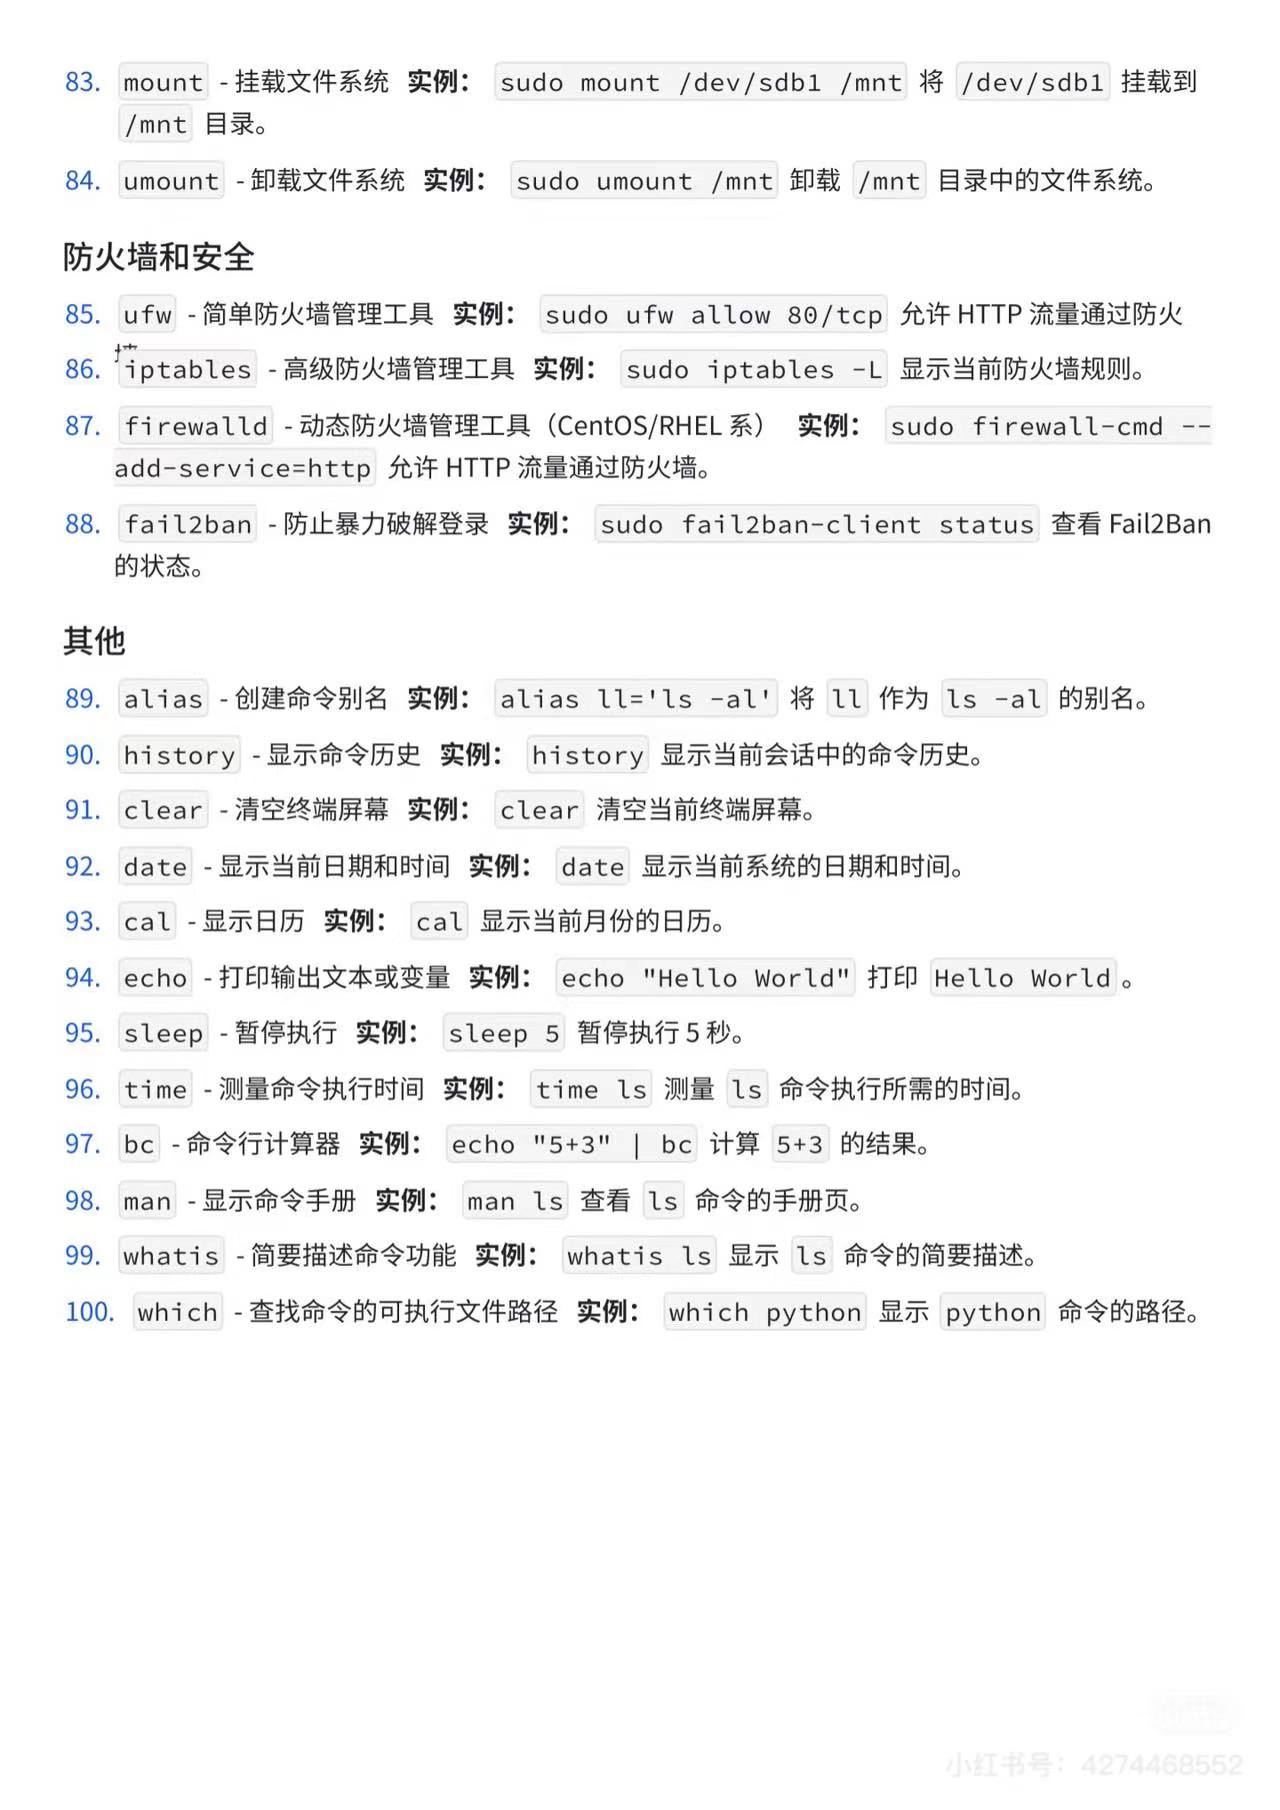 83. mount - 挂载文件系统 实例： sudo mount /dev/sdb1 /mnt 将 /dev/sdb1 挂载到
/mnt 目录。
84. umount - 卸载文件系统 实例： sudo umount /mnt 卸载 /mnt 目录中的文件系统。
防火墙和安全
85. ufw - 简单防火墙管理工具 实例： sudo ufw allow 80/tcp 允许 HTTP 流量通过防火
86. iptables - 高级防火墙管理工具 实例： sudo iptables -L 显示当前防火墙规则。
87. firewalld - 动态防火墙管理工具（CentOS/RHEL 系） 实例： sudo firewall-cmd --
add-service=http 允许 HTTP 流量通过防火墙。
88. fail2ban - 防止暴力破解登录 实例： sudo fail2ban-client status 查看 Fail2Ban
的状态。
其他
89. alias - 创建命令别名 实例： alias ll='ls -al' 将 ll 作为 ls -al 的别名。
90. history - 显示命令历史 实例： history 显示当前会话中的命令历史。
91. clear - 清空终端屏幕 实例： clear 清空当前终端屏幕。
92. date - 显示当前日期和时间 实例： date 显示当前系统的日期和时间。
93. cal - 显示日历 实例： cal 显示当前月份的日历。
94. echo - 打印输出文本或变量 实例： echo "Hello World" 打印 Hello World 。
95. sleep - 暂停执行 实例： sleep 5 暂停执行 5 秒。
96. time - 测量命令执行时间 实例： time ls 测量 ls 命令执行所需的时间。
97. bc - 命令行计算器 实例： echo "5+3" | bc 计算 5+3 的结果。
98. man - 显示命令手册 实例： man ls 查看 ls 命令的手册页。
99. whatis - 简要描述命令功能 实例： whatis ls 显示 ls 命令的简要描述。
100. which - 查找命令的可执行文件路径 实例： which python 显示 python 命令的路径。
小红书号：4274468552